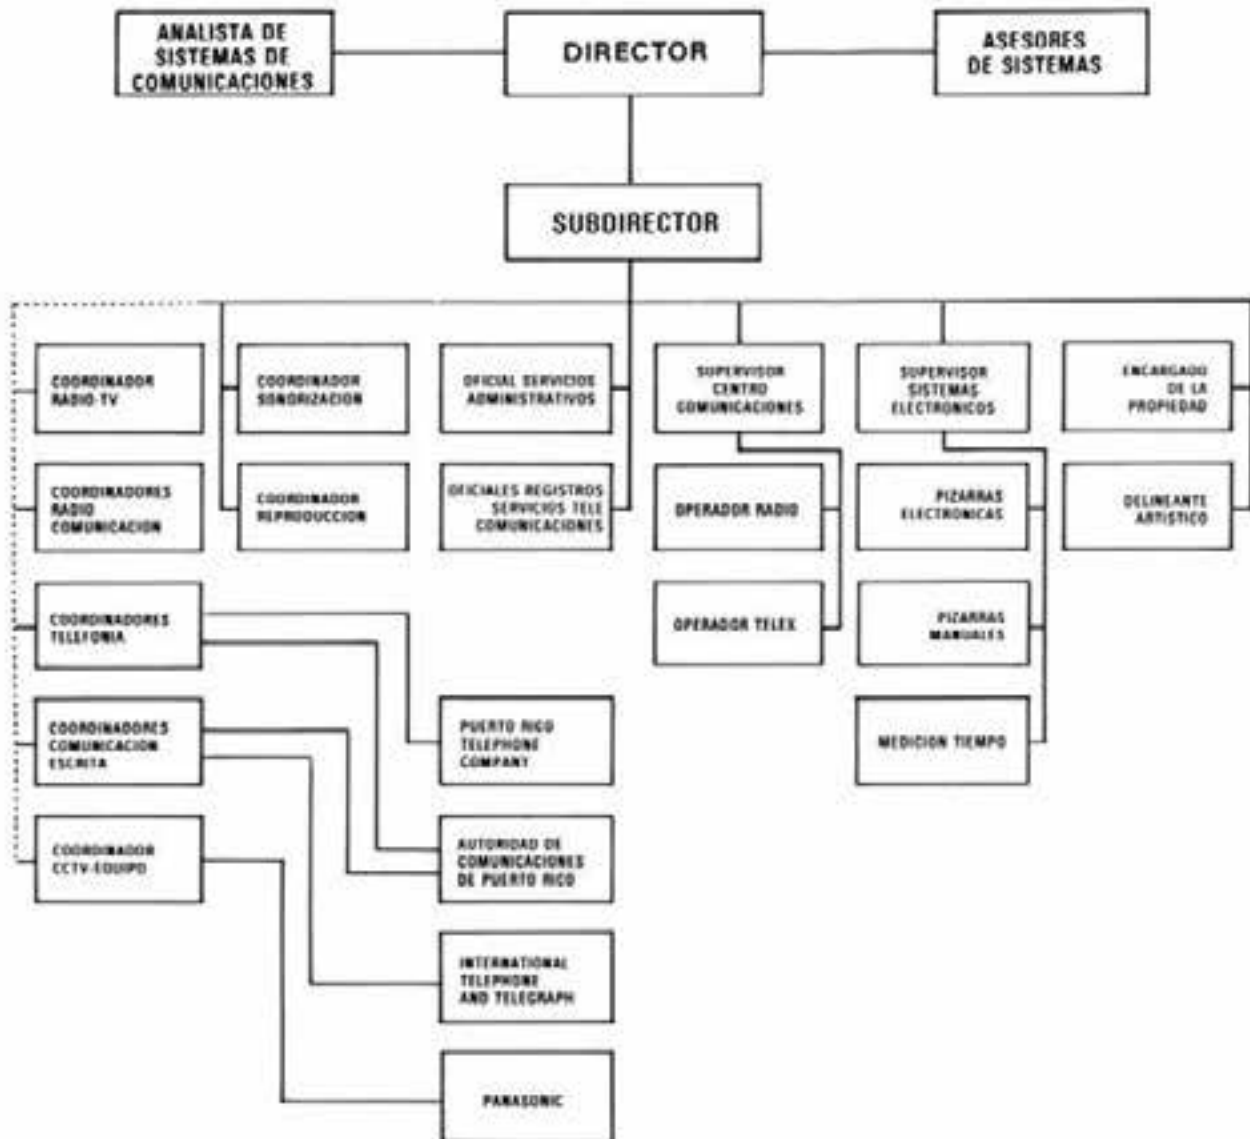 ANALISTA DE
SISTEMAS DE
COMUNICACIONES
DIRECTOR
ASESORES
DE SISTEMAS
SUBDIRECTOR
COORDINADOR
RADIO-TV
COORDINADOR
SONORIZACION
OFICIAL SERVICIOS
ADMINISTRATIVOS
SUPERVISOR
CENTRO
COMUNICACIONES
SUPERVISOR
SISTEMAS
ELECTRONICOS
ENCARGADO
DE LA
PROPIEDAD
COORDINADORES
RADIO
COMUNICACION
COORDINADOR
REPRODUCCION
OFICIALES REGISTROS
SERVICIOS TELE
COMUNICACIONES
OPERADOR RADIO
PIZARRAS
ELECTRONICAS
DELINEANTE
ARTÍSTICO
COORDINADORES
TELEFONIA
OPERADOR TELEX
PIZARRAS
MANUALES
COORDINADORES
COMUNICACION
ESCRITA
PUERTO RICO
TELEPHONE
COMPANY
MEDICION TIEMPO
COORDINADOR
CCTV-EQUIPO
AUTORIDAD DE
COMUNICACIONES
DE PUERTO RICO
INTERNATIONAL
TELEPHONE
AND TELEGRAPH
PANASONIC